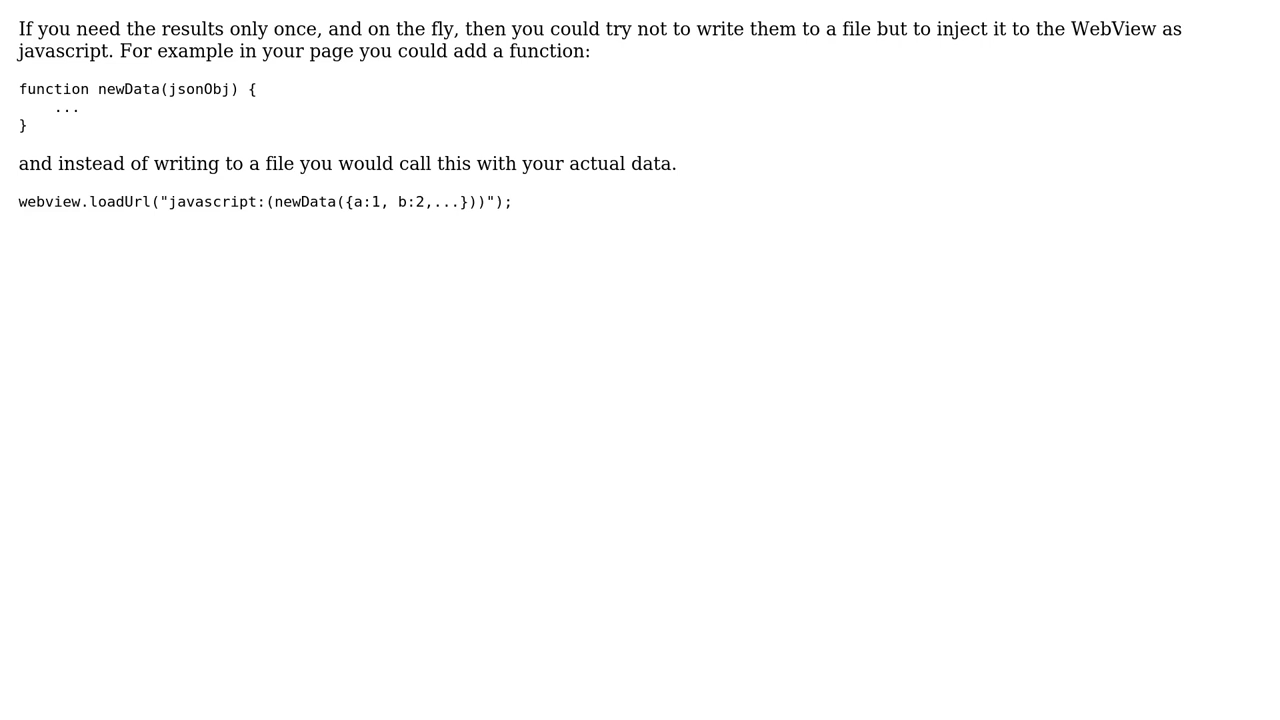 If you need the results only once, and on the fly, then you could try not to write them to a file but to inject it to the WebView as
javascript. For example in your page you could add a function:
function newData(jsonObj) {
    ...
}
and instead of writing to a file you would call this with your actual data.
webview.loadUrl("javascript:(newData({a:1, b:2,...}))");